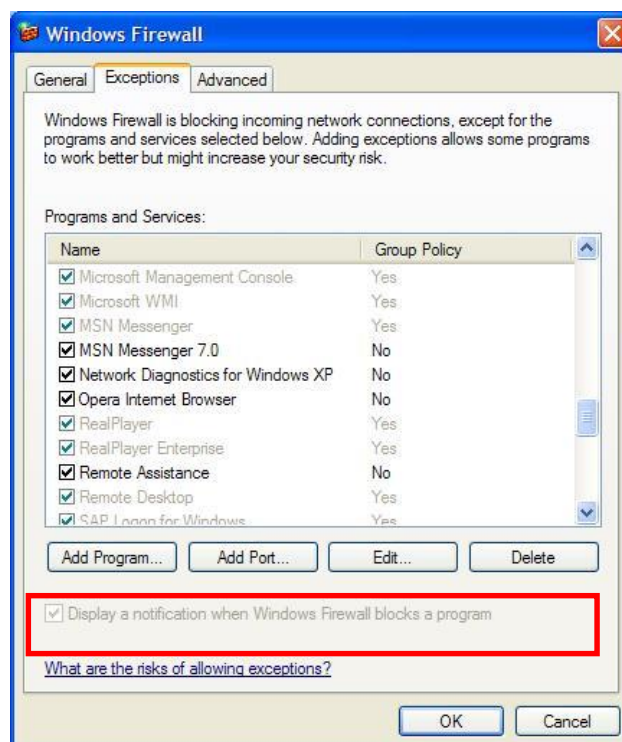 Windows Firewall
General Exceptions Advanced
Windows Firewall is blocking incoming network connections, except for the
programs and services selected below. Adding exceptions allows some programs
to work better but might increase your security risk.
Programs and Services:
Name Group Policy
Microsoft Management Console Yes
Microsoft WMI Yes
MSN Messenger Yes
MSN Messenger 7.0 No
Network Diagnostics for Windows XP No
Opera Internet Browser No
RealPlayer Yes
RealPlayer Enterprise Yes
Remote Assistance No
Remote Desktop Yes
SAP Logon for Windows Yes
Add Program... Add Port... Edit... Delete
Display a notification when Windows Firewall blocks a program
What are the risks of allowing exceptions?
OK Cancel